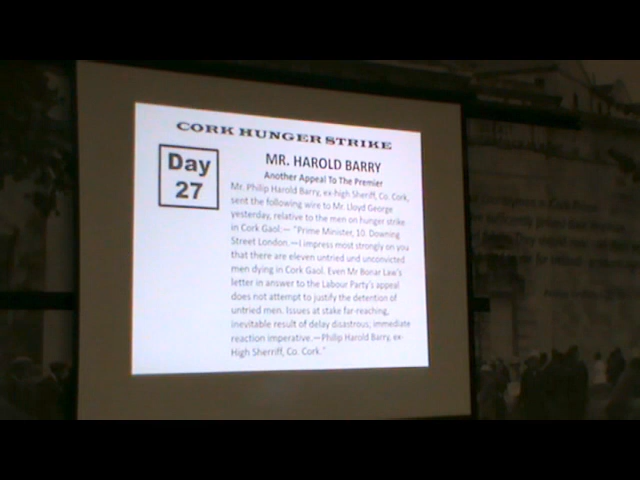 CORK HUNGER STRIKE
Day
27
MR. HAROLD BARRY
Another Appeal To The Premier
Mr. Philip Harold Barry, ex-high Sheriff, Co. Cork,
sent the following wire to Mr. Lloyd George
yesterday, relative to the men on hunger strike
in Cork Gaol:— "Prime Minister, 10. Downing
Street London.—I impress most strongly on you
that there are eleven untried and unconvicted
men dying in Cork Gaol. Even Mr Bonar Law's
letter in answer to the Labour Party's appeal
does not attempt to justify the detention of
untried men. Issues at stake far-reaching,
inevitable result of delay disastrous; immediate
reaction imperative.—Philip Harold Barry, ex-
High Sherriff, Co. Cork."